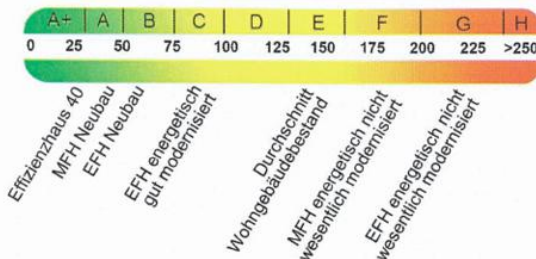 A+ A B C D E F G H
0 25 50 75 100 125 150 175 200 225 >250
Effizienzhaus 40
MFH Neubau
EFH Neubau
EFH energetisch
gut modernisiert
Durchschnitt
Wohngebäudebestand
MFH energetisch nicht
wesentlich modernisiert
EFH energetisch nicht
wesentlich modernisiert